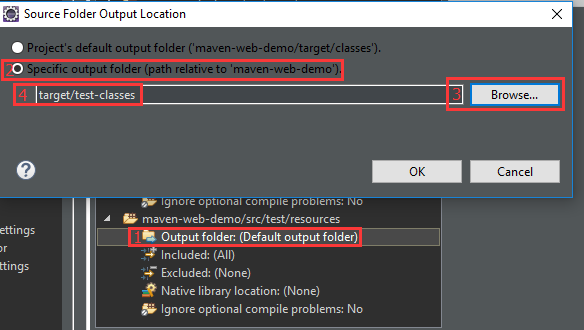 Source Folder Output Location
Project's default output folder ('maven-web-demo/target/classes').
2 Specific output folder (path relative to 'maven-web-demo').
4 target/test-classes 3 Browse...
? OK Cancel
Ignore optional compile problems: No
maven-web-demo/src/test/resources
ettings 1 Output folder: (Default output folder)
or Included: (All)
ttings Excluded: (None)
Native library location: (None)
Ignore optional compile problems: No